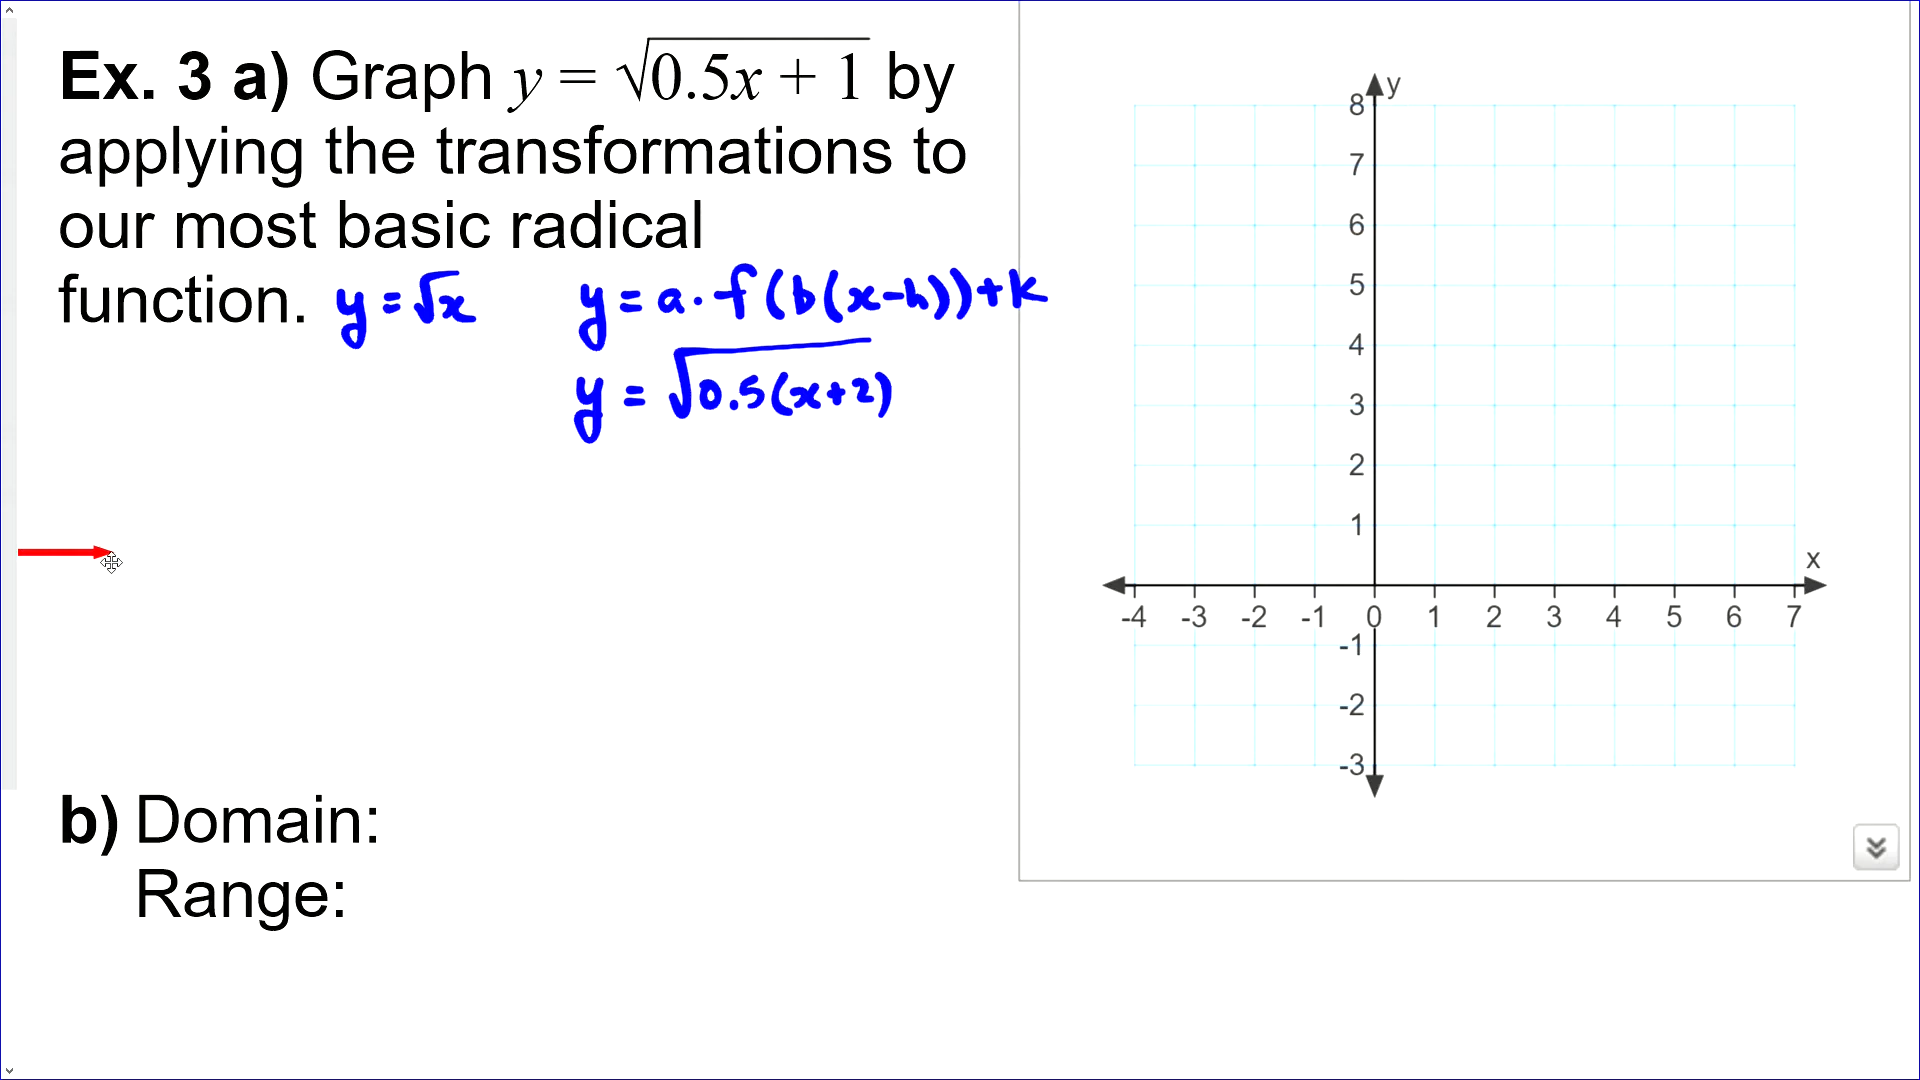 Ex. 3 a) Graph y = √0.5x + 1 by
applying the transformations to
our most basic radical
function. y = √x y = a · f(b(x-h))+k
y = √0.5(x+2)
b) Domain:
Range:
y
8
7
6
5
4
3
2
1
x
-4 -3 -2 -1 0 1 2 3 4 5 6 7
-1
-2
-3